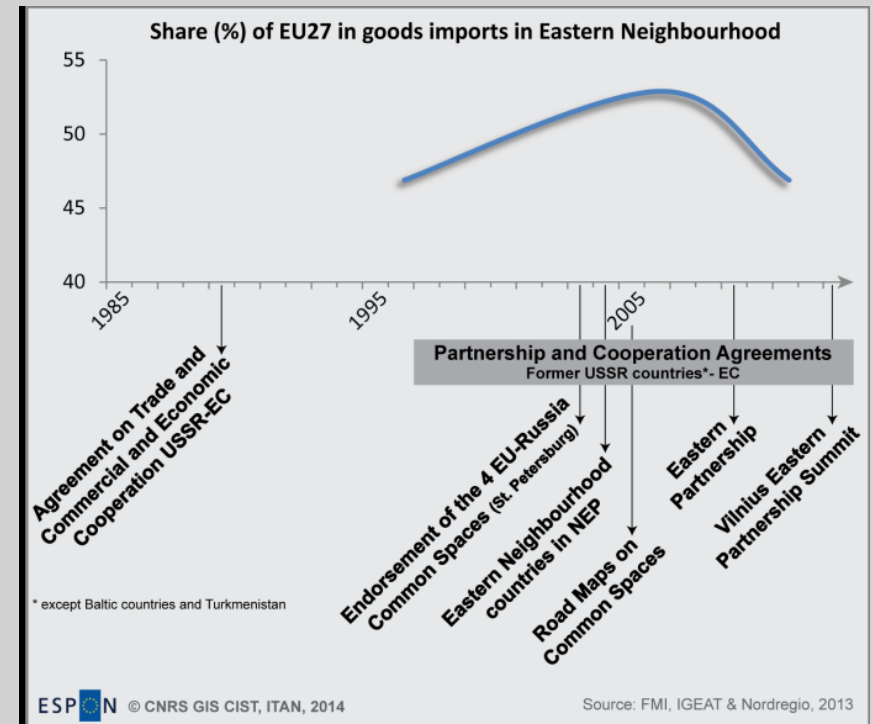 Share (%) of EU27 in goods imports in Eastern Neighbourhood
55
50
45
40
1985
1995
2005
Partnership and Cooperation Agreements
Former USSR countries*- EC
Agreement on Trade and
Commercial and Economic
Cooperation USSR-EC
Endorsement of the 4 EU-Russia
Common Spaces (St. Petersburg)
Eastern Neighbourhood
countries in NEP
Road Maps on
Common Spaces
Eastern
Partnership
Vilnius Eastern
Partnership Summit
* except Baltic countries and Turkmenistan
ESPON © CNRS GIS CIST, ITAN, 2014
Source: FMI, IGEAT & Nordregio, 2013